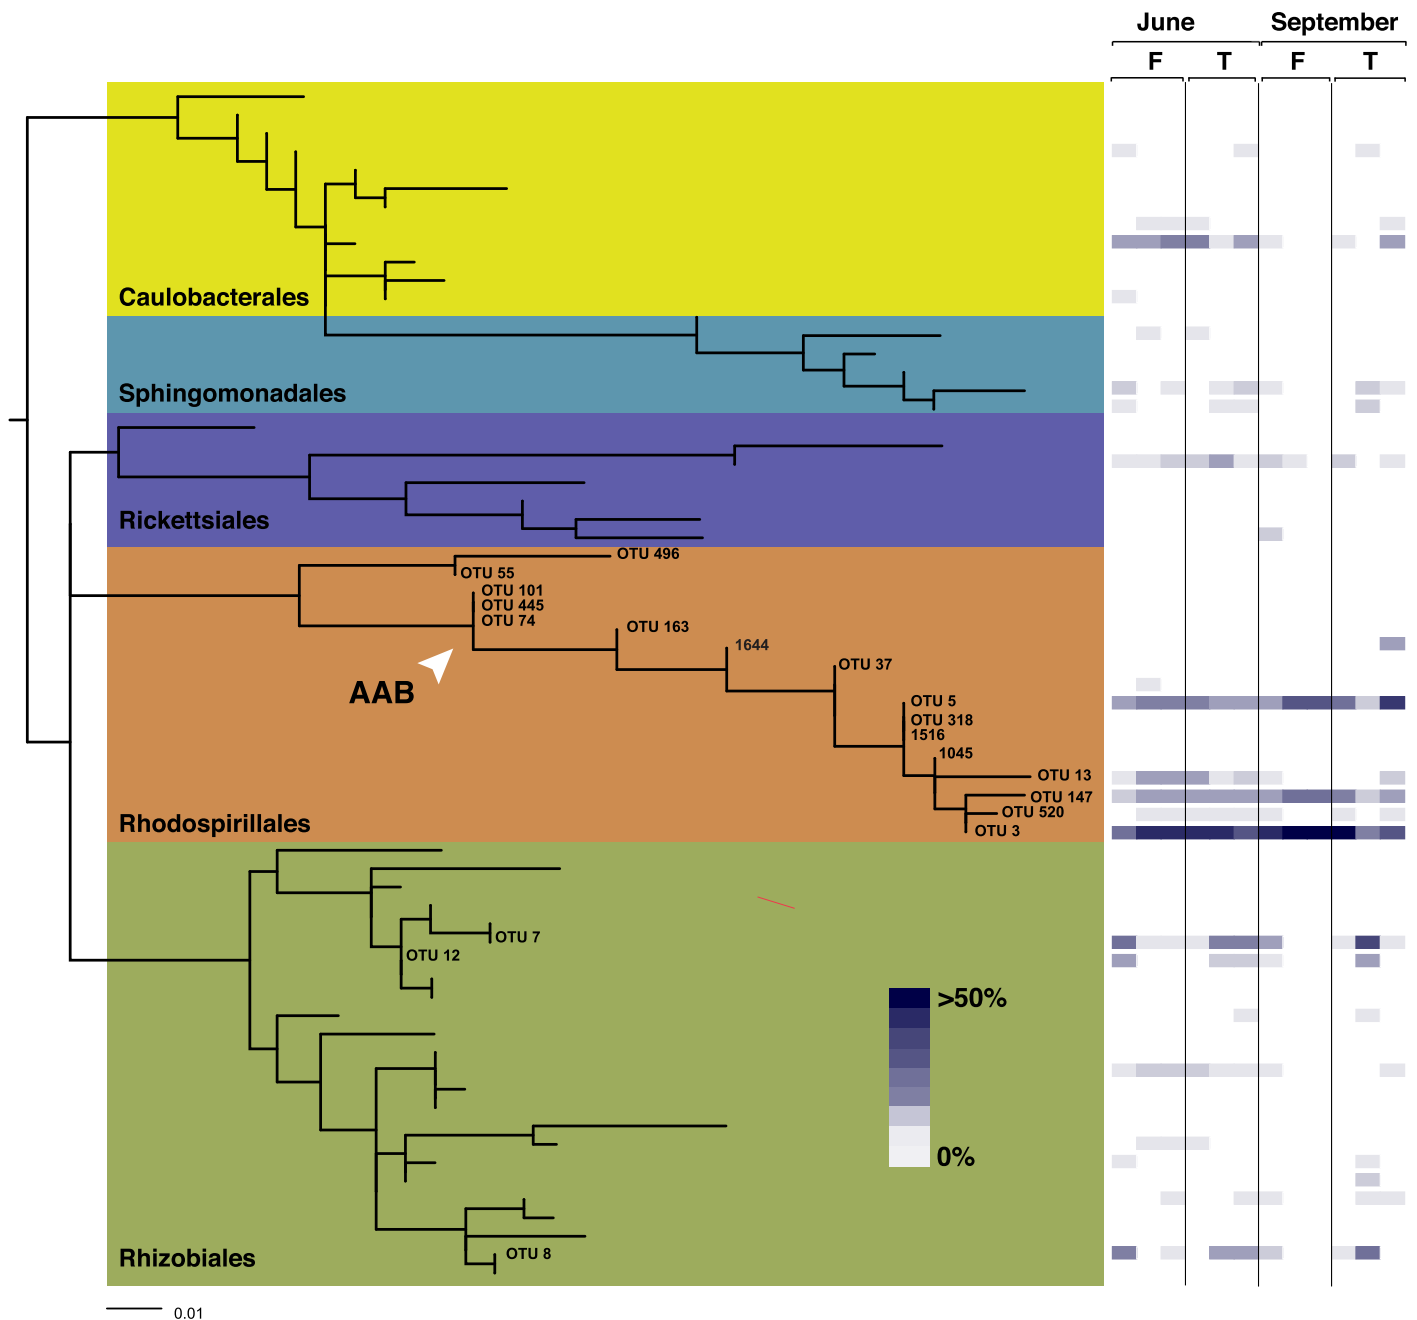 June September
F T F T
Caulobacterales
Sphingomonadales
Rickettsiales
OTU 496
OTU 55
OTU 101
OTU 445
OTU 74
OTU 163
1644
OTU 37
AAB
OTU 5
OTU 318
1516
1045
OTU 13
OTU 147
OTU 520
Rhodospirillales
OTU 3
OTU 7
OTU 12
>50%
0%
OTU 8
Rhizobiales
0.01